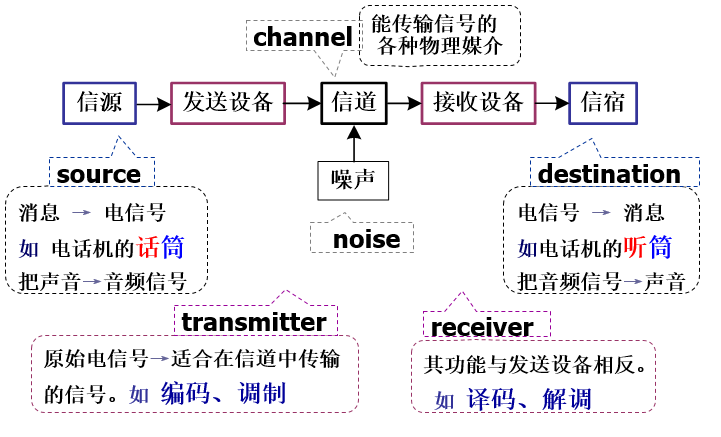 channel
能传输信号的
各种物理媒介
信源
发送设备
信道
接收设备
信宿
噪声
source
消息 → 电信号
如 电话机的话筒
把声音→音频信号
noise
destination
电信号 → 消息
如电话机的听筒
把音频信号→声音
transmitter
原始电信号→适合在信道中传输
的信号。如 编码、调制
receiver
其功能与发送设备相反。
如 译码、解调